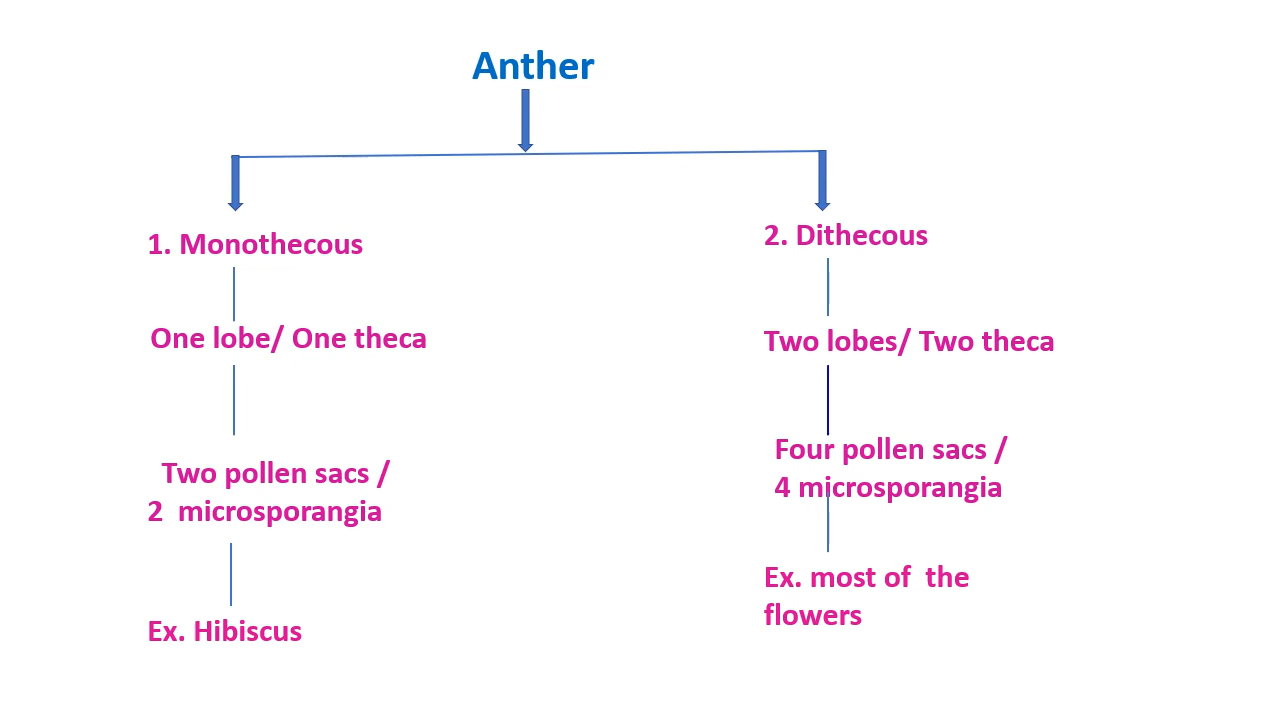 Anther
1. Monothecous
One lobe/ One theca
Two pollen sacs /
2 microsporangia
Ex. Hibiscus
2. Dithecous
Two lobes/ Two theca
Four pollen sacs /
4 microsporangia
Ex. most of the
flowers